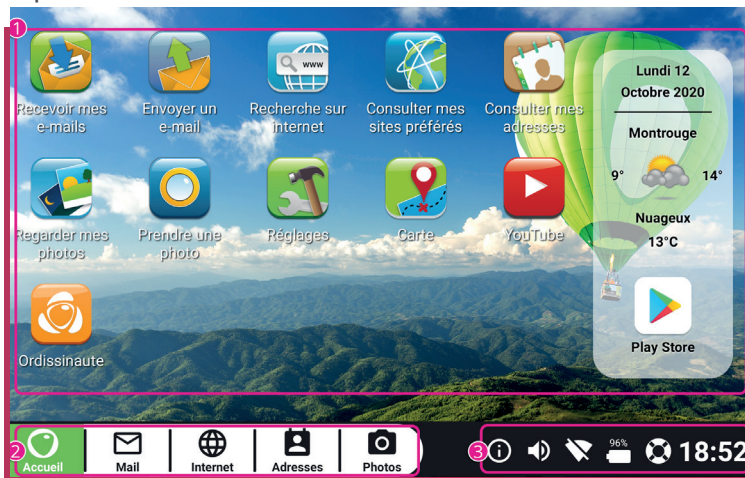 1
www
Recevoir mes
e-mails
Envoyer un
e-mail
Recherche sur
internet
Consulter mes
sites préférés
Consulter mes
adresses
Regarder mes
photos
Prendre une
photo
Réglages
Carte
YouTube
Ordissinaute
Lundi 12
Octobre 2020
Montrouge
9° 14°
Nuageux
13°C
Play Store
2
Accueil
Mail
Internet
Adresses
Photos
3
96%
18:52